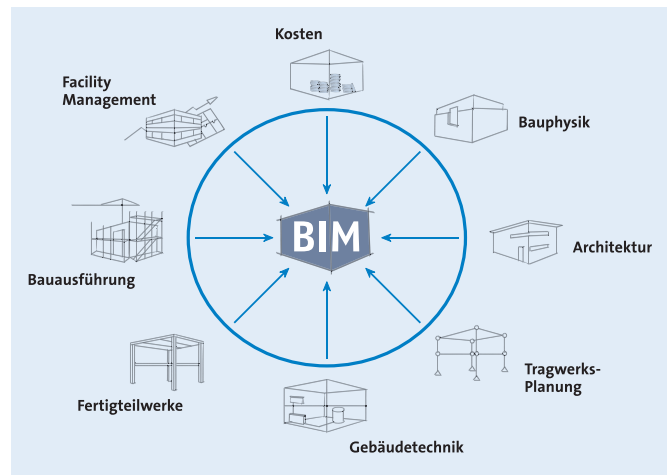 Kosten
Facility
Management
Bauphysik
BIM
Architektur
Bauausführung
Tragwerks-
Planung
Fertigteilwerke
Gebäudetechnik